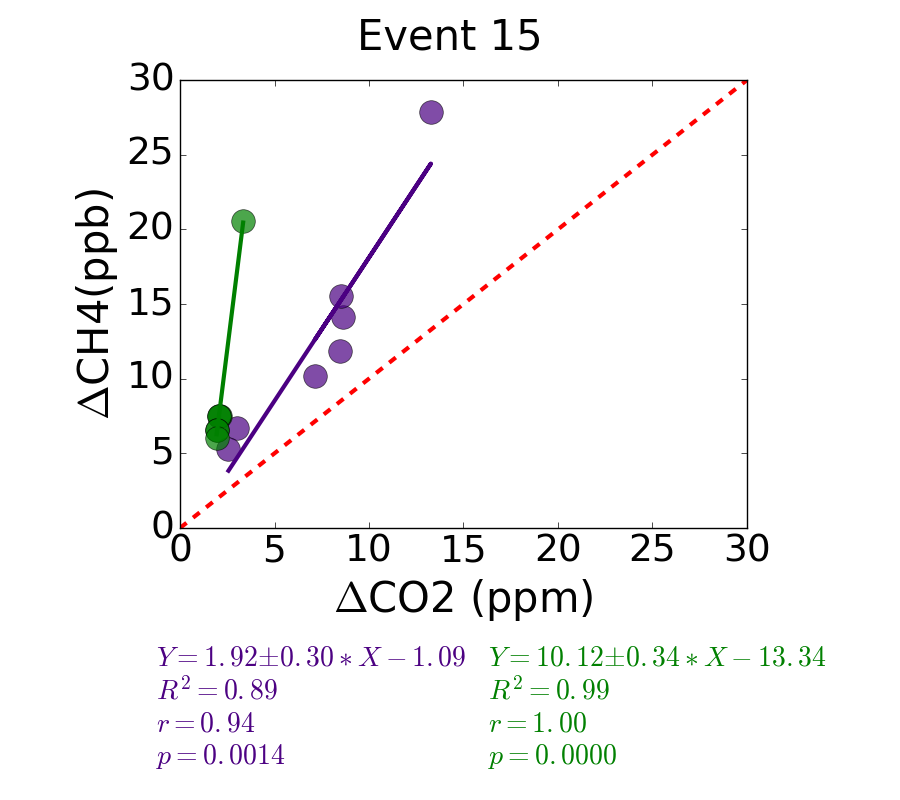 Event 15
30
25
20
15
10
5
0
ΔCH4(ppb)
0 5 10 15 20 25 30
ΔCO2 (ppm)
Y = 1.92±0.30 ∗ X − 1.09
R² = 0.89
r = 0.94
p = 0.0014
Y = 10.12±0.34 ∗ X − 13.34
R² = 0.99
r = 1.00
p = 0.0000